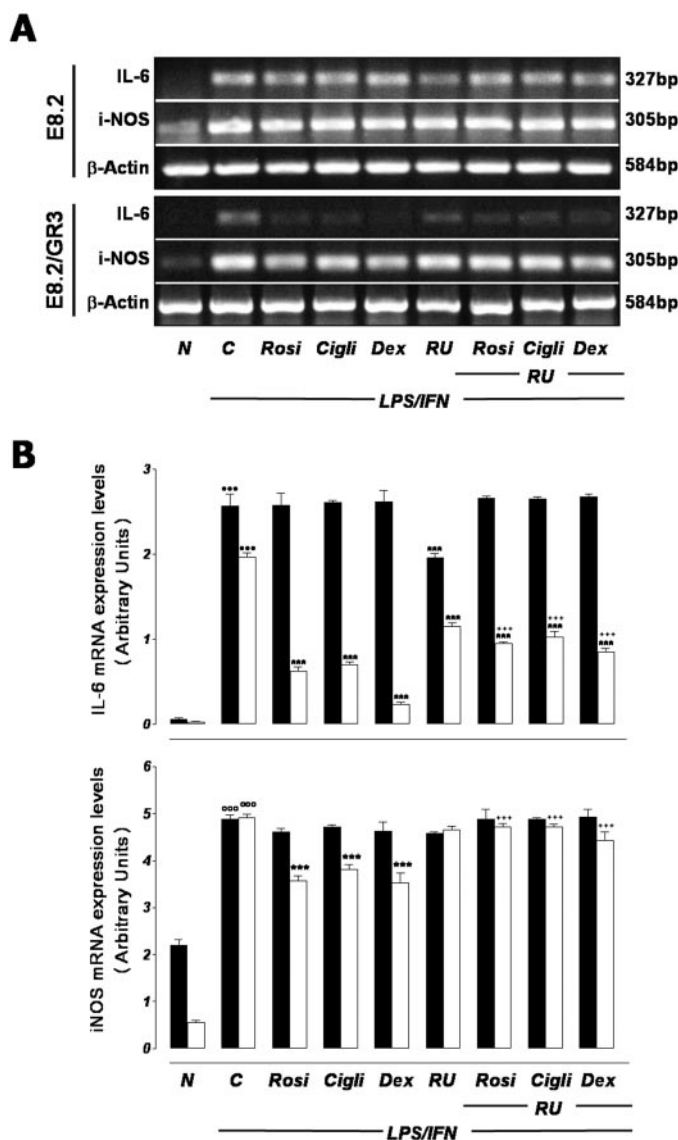 A
E8.2
IL-6 327bp
i-NOS 305bp
β-Actin 584bp
E8.2/GR3
IL-6 327bp
i-NOS 305bp
β-Actin 584bp
N C Rosi Cigli Dex RU Rosi Cigli Dex
RU
LPS/IFN
B
IL-6 mRNA expression levels
( Arbitrary Units )
3
2
1
0
*** *** *** *** *** *** *** +++ *** +++ *** +++ ***
iNOS mRNA expression levels
( Arbitrary Units )
6
5
4
3
2
1
0
¤¤¤ ¤¤¤ *** *** *** +++ +++ +++
N C Rosi Cigli Dex RU Rosi Cigli Dex
RU
LPS/IFN